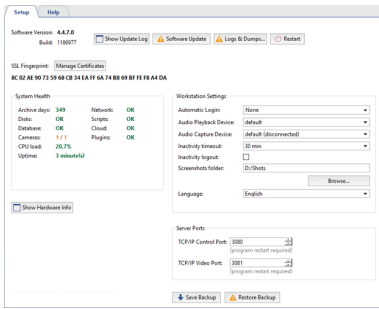 Setup
Help
Software Version: 4.4.7.0
Build: 1186977
Show Update Log
Software Update
Logs & Dumps...
Restart
SSL Fingerprint:
Manage Certificates
8C 02 AE 90 73 59 68 CB 34 EA FF 6A 74 B8 69 BF FE F8 A4 DA
System Health
Archive days: 349
Network: OK
Disks: OK
Scripts: OK
Database: OK
Cloud: OK
Cameras: 1 / 1
Plugins: OK
CPU load: 20.7%
Uptime: 3 minute(s)
Show Hardware Info
Workstation Settings
Automatic Login: None
Audio Playback Device: default
Audio Capture Device: default (disconnected)
Inactivity timeout: 30 min
Inactivity logout:
Screenshots folder: D:/Shots
Browse...
Language: English
Server Ports
TCP/IP Control Port: 3080
(program restart required)
TCP/IP Video Port: 3081
(program restart required)
Save Backup
Restore Backup